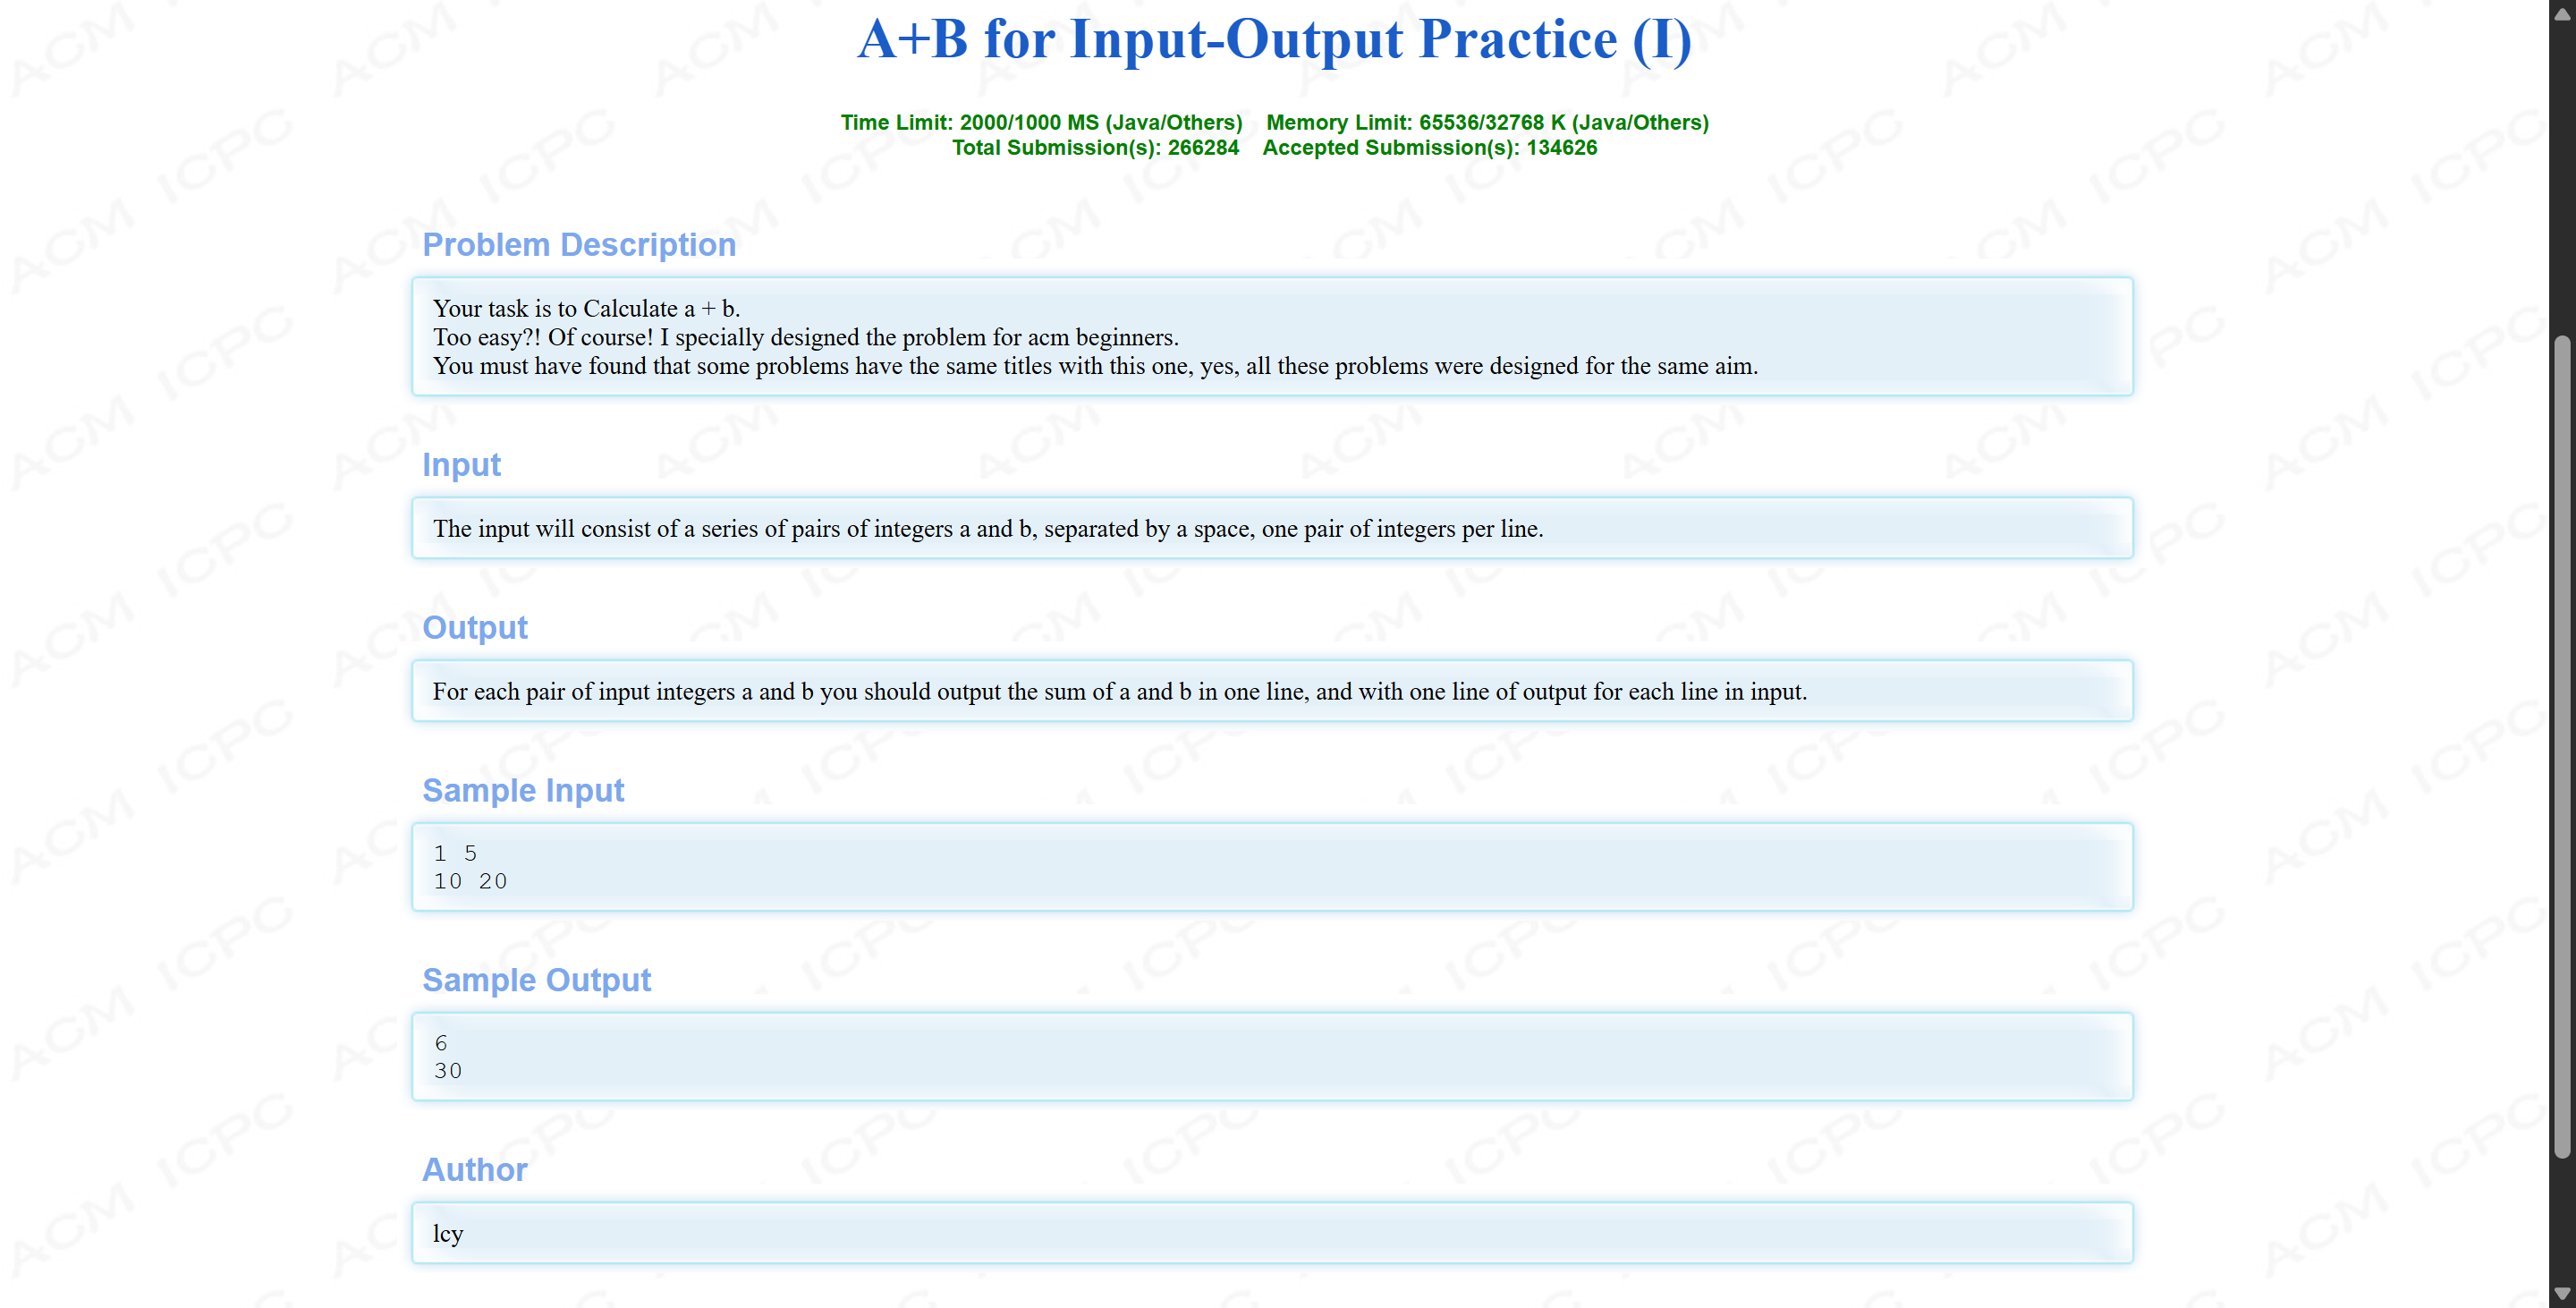 A+B for Input-Output Practice (I)
Time Limit: 2000/1000 MS (Java/Others) Memory Limit: 65536/32768 K (Java/Others)
Total Submission(s): 266284 Accepted Submission(s): 134626
Problem Description
Your task is to Calculate a + b.
Too easy?! Of course! I specially designed the problem for acm beginners.
You must have found that some problems have the same titles with this one, yes, all these problems were designed for the same aim.
Input
The input will consist of a series of pairs of integers a and b, separated by a space, one pair of integers per line.
Output
For each pair of input integers a and b you should output the sum of a and b in one line, and with one line of output for each line in input.
Sample Input
1 5
10 20
Sample Output
6
30
Author
lcy